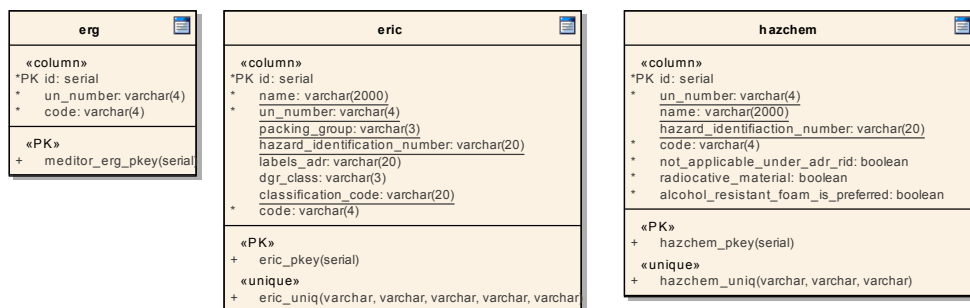 erg
«column»
*PK id: serial
* un_number: varchar(4)
* code: varchar(4)
«PK»
+ meditor_erg_pkey(serial)
eric
«column»
*PK id: serial
* name: varchar(2000)
* un_number: varchar(4)
packing_group: varchar(3)
hazard_identification_number: varchar(20)
labels_adr: varchar(20)
dgr_class: varchar(3)
classification_code: varchar(20)
* code: varchar(4)
«PK»
+ eric_pkey(serial)
«unique»
+ eric_uniq(varchar, varchar, varchar, varchar, varchar
hazchem
«column»
*PK id: serial
* un_number: varchar(4)
name: varchar(2000)
hazard_identifiaction_number: varchar(20)
* code: varchar(4)
* not_applicable_under_adr_rid: boolean
* radiocative_material: boolean
* alcohol_resistant_foam_is_preferred: boolean
«PK»
+ hazchem_pkey(serial)
«unique»
+ hazchem_uniq(varchar, varchar, varchar)